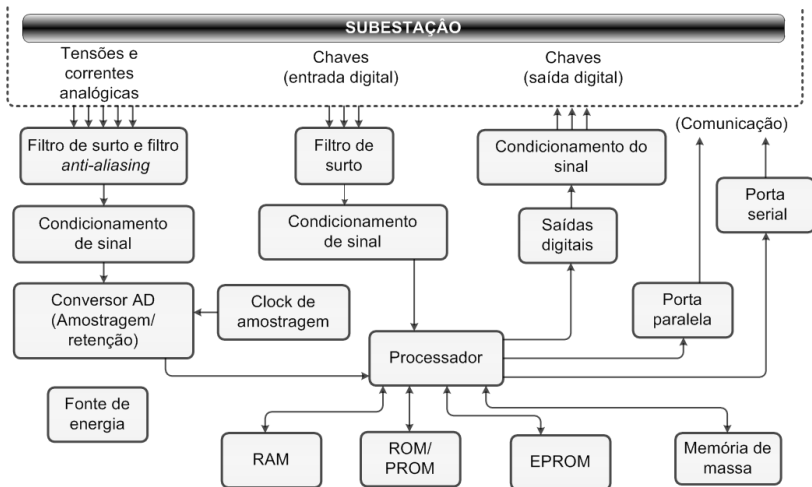 SUBESTAÇÂO
Tensões e
correntes
analógicas
Chaves
(entrada digital)
Chaves
(saída digital)
Filtro de surto e filtro
anti-aliasing
Filtro de
surto
Condicionamento do
sinal
(Comunicação)
Condicionamento
de sinal
Condicionamento
de sinal
Saídas
digitais
Porta
serial
Conversor AD
(Amostragem/
retenção)
Clock de
amostragem
Porta
paralela
Processador
Fonte de
energia
RAM
ROM/
PROM
EPROM
Memória de
massa